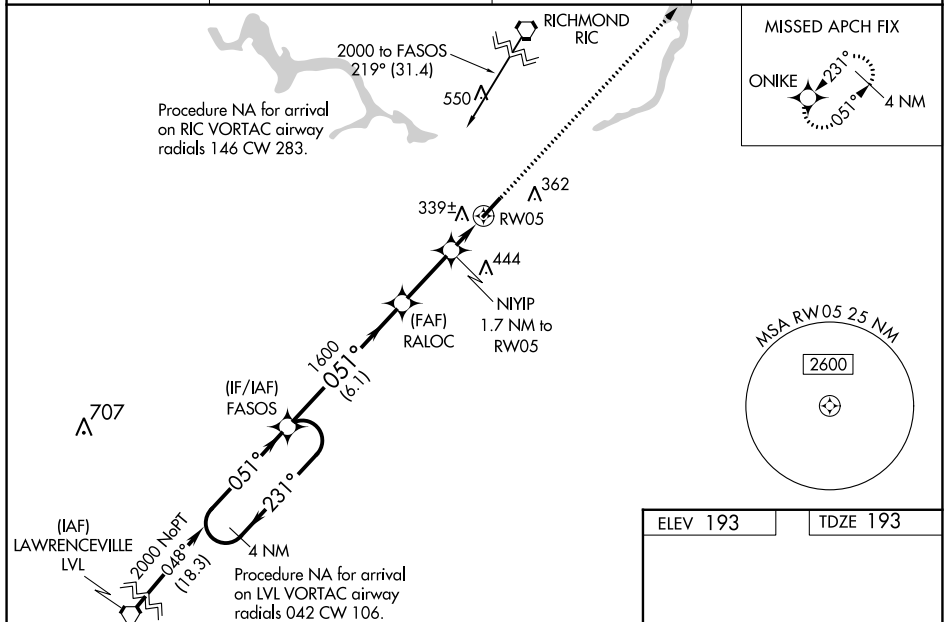 RICHMOND
RIC
2000 to FASOS
219° (31.4)
550
Procedure NA for arrival
on RIC VORTAC airway
radials 146 CW 283.
MISSED APCH FIX
ONIKE
231°
051°
4 NM
362
339±
RW05
444
NIYIP
1.7 NM to
RW05
(FAF)
RALOC
1600
051°
(6.1)
(IF/IAF)
FASOS
707
051°
231°
4 NM
(IAF)
LAWRENCEVILLE
LVL
2000 NoPT
048°
(18.3)
Procedure NA for arrival
on LVL VORTAC airway
radials 042 CW 106.
MSA RW05 25 NM
2600
ELEV 193
TDZE 193